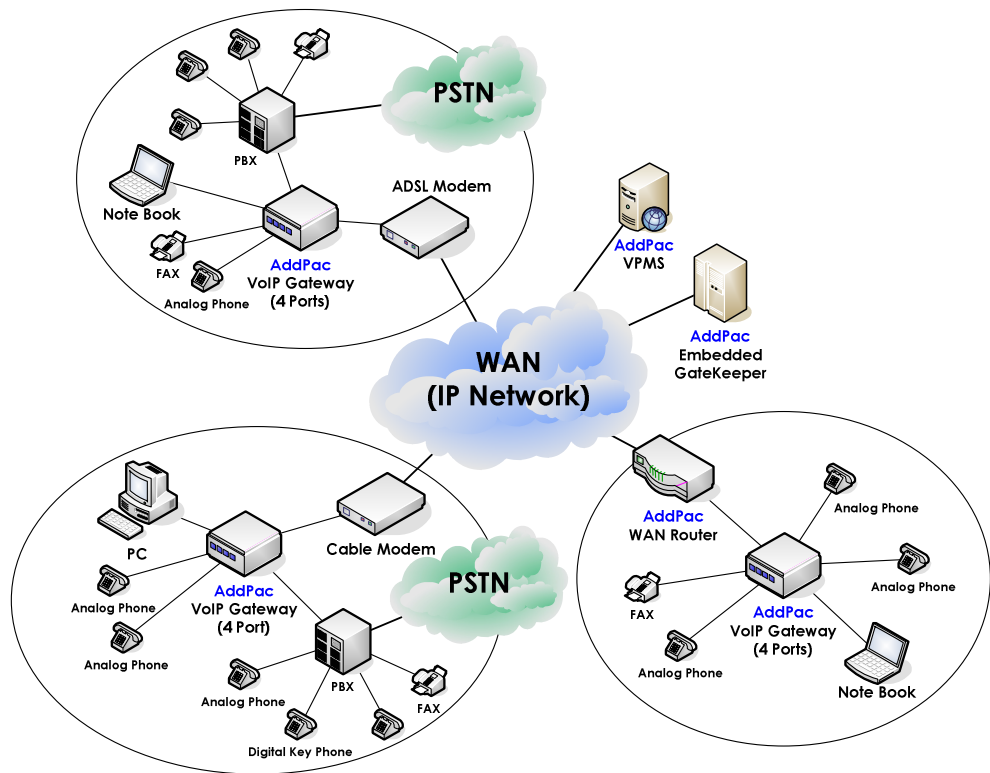 PSTN
PBX
ADSL Modem
Note Book
FAX
Analog Phone
AddPac
VoIP Gateway
(4 Ports)
AddPac
VPMS
AddPac
Embedded
GateKeeper
WAN
(IP Network)
PC
Analog Phone
Analog Phone
AddPac
VoIP Gateway
(4 Port)
Cable Modem
PSTN
PBX
Analog Phone
Digital Key Phone
FAX
AddPac
WAN Router
Analog Phone
Analog Phone
FAX
Analog Phone
AddPac
VoIP Gateway
(4 Ports)
Note Book